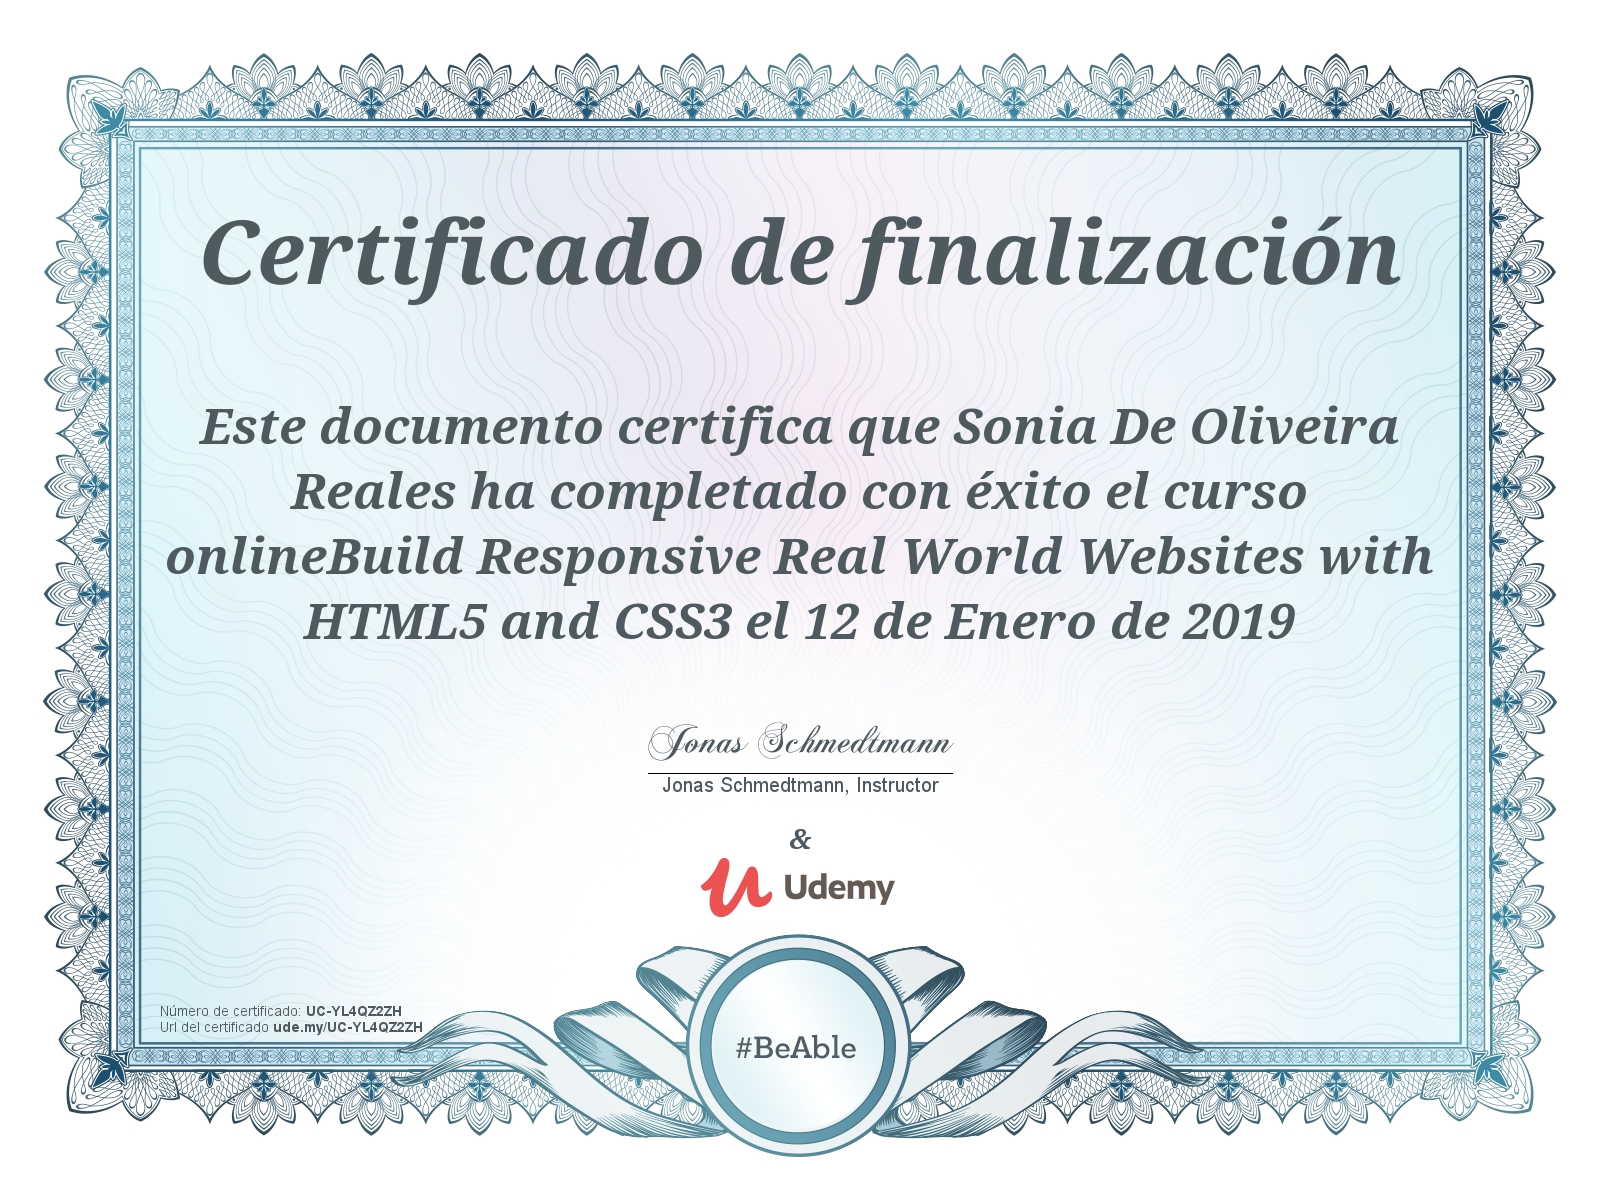 Certificado de finalización
Este documento certifica que Sonia De Oliveira
Reales ha completado con éxito el curso
onlineBuild Responsive Real World Websites with
HTML5 and CSS3 el 12 de Enero de 2019
Jonas Schmedtmann
Jonas Schmedtmann, Instructor
&
Udemy
Número de certificado: UC-YL4QZ2ZH
Url del certificado ude.my/UC-YL4QZ2ZH
#BeAble